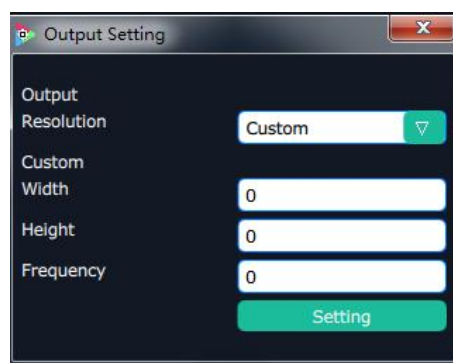 Output Setting
Output
Resolution
Custom
Custom
Width
0
Height
0
Frequency
0
Setting